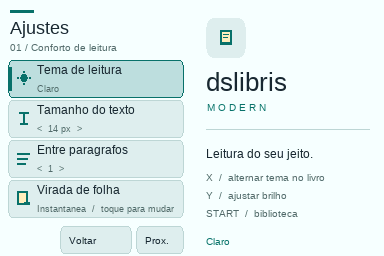 Ajustes
01 / Conforto de leitura
Tema de leitura
Claro
Tamanho do texto
< 14 px >
Entre paragrafos
< 1 >
Virada de folha
Instantanea / toque para mudar
Voltar
Prox.
dslibris
MODERN
Leitura do seu jeito.
X / alternar tema no livro
Y / ajustar brilho
START / biblioteca
Claro